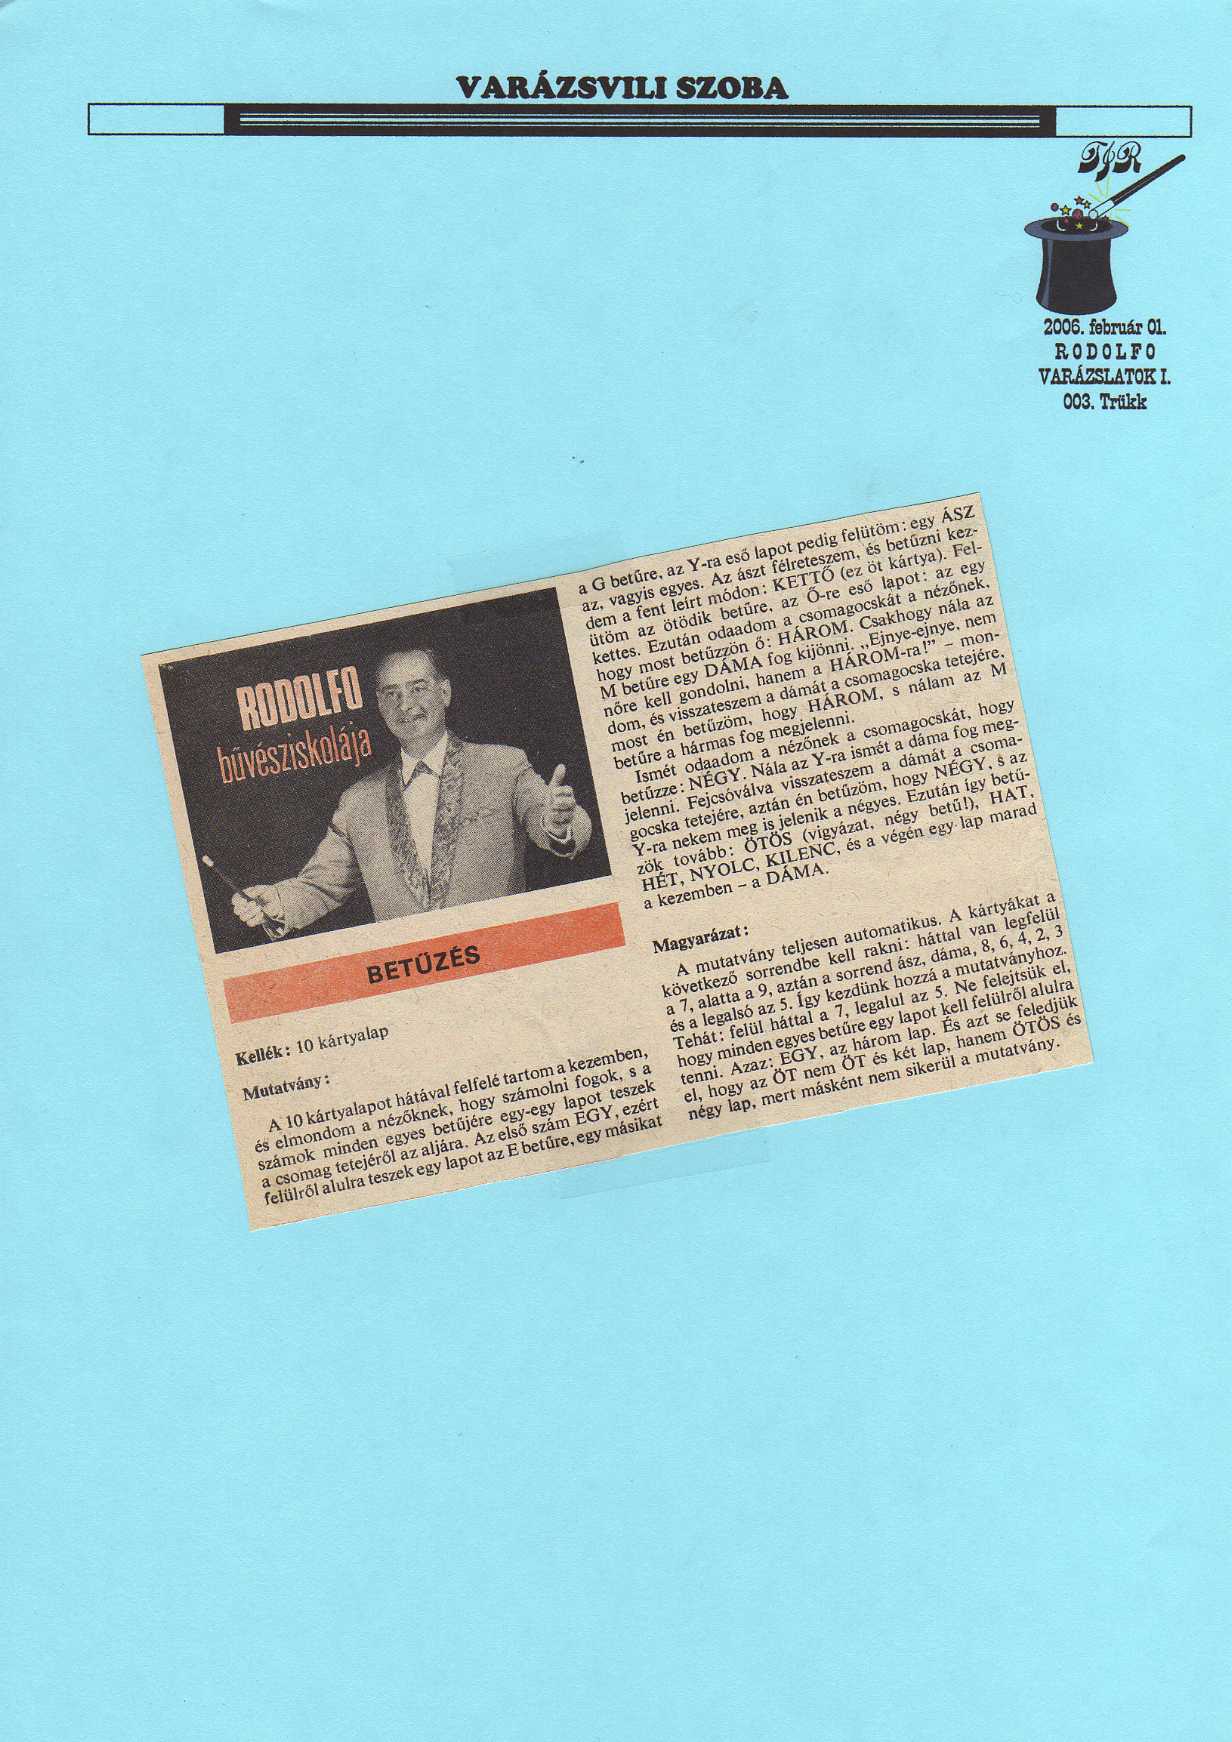 VARÁZSVILI SZOBA
TJR
2006. február 01.
RODOLFO
VARÁZSLATOK I.
003. Trükk
RODOLFO
bűvésziskolája
BETŰZÉS
Kellék: 10 kártyalap
Mutatvány:
A 10 kártyalapot hátával felfelé tartom a kezemben,
és elmondom a nézőknek, hogy számolni fogok, s a
számok minden egyes betűjére egy-egy lapot teszek
a csomag tetejéről az aljára. Az első szám EGY, ezért
felülről alulra teszek egy lapot az E betűre, egy másikat
a G betűre, az Y-ra eső lapot pedig felütöm: egy ÁSZ
az, vagyis egyes. Az ászt félreteszem, és betűzni kez-
dem a fent leírt módon: KETTŐ (ez öt kártya). Fel-
ütöm az ötödik betűre, az Ő-re eső lapot: az egy
kettes. Ezután odaadom a csomagocskát a nézőnek,
hogy most betűzzön ő: HÁROM. Csakhogy nála az
M betűre egy DÁMA fog kijönni. „Ejnye-ejnye, nem
nőre kell gondolni, hanem a HÁROM-ra!” – mon-
dom, és visszateszem a dámát a csomagocska tetejére,
most én betűzöm, hogy HÁROM, s nálam az M
betűre a hármas fog megjelenni.
Ismét odaadom a nézőnek a csomagocskát, hogy
betűzze: NÉGY. Nála az Y-ra ismét a dáma fog meg-
jelenni. Fejcsóválva visszateszem a dámát a csoma-
gocska tetejére, aztán én betűzöm, hogy NÉGY, s az
Y-ra nekem meg is jelenik a négyes. Ezután így betű-
zök tovább: ÖTÖS (vigyázat, négy betű!), HAT,
HÉT, NYOLC, KILENC, és a végén egy lap marad
a kezemben – a DÁMA.
Magyarázat:
A mutatvány teljesen automatikus. A kártyákat a
következő sorrendbe kell rakni: háttal van legfelül
a 7, alatta a 9, aztán a sorrend ász, dáma, 8, 6, 4, 2, 3
és a legalsó az 5. Így kezdünk hozzá a mutatványhoz.
Tehát: felül háttal a 7, legalul az 5. Ne felejtsük el,
hogy minden egyes betűre egy lapot kell felülről alulra
tenni. Azaz: EGY, az három lap. És azt se feledjük
el, hogy az ÖT nem ÖT és két lap, hanem ÖTÖS és
négy lap, mert másként nem sikerül a mutatvány.